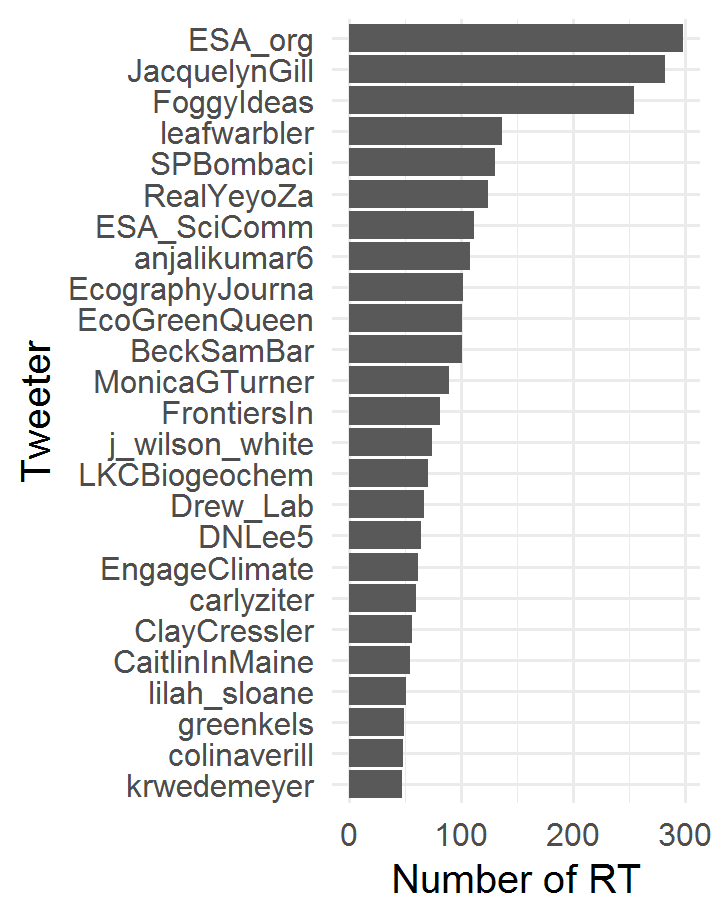 ESA_org
JacquelynGill
FoggyIdeas
leafwarbler
SPBombaci
RealYeyoZa
ESA_SciComm
anjalikumar6
EcographyJourna
EcoGreenQueen
BeckSamBar
MonicaGTurner
FrontiersIn
j_wilson_white
LKCBiogeochem
Drew_Lab
DNLee5
EngageClimate
carlyziter
ClayCressler
CaitlinInMaine
lilah_sloane
greenkels
colinaverill
krwedemeyer
Tweeter
0 100 200 300
Number of RT